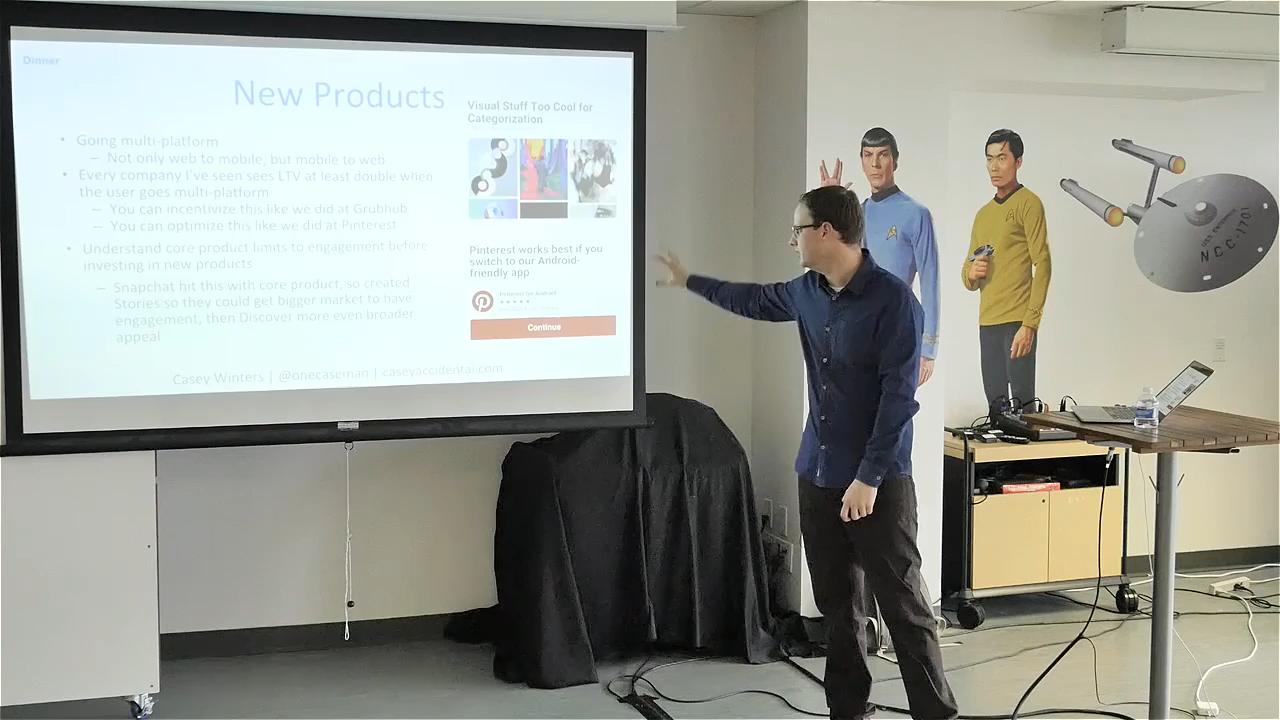 Dinner
New Products
• Going multi-platform
– Not only web to mobile, but mobile to web
• Every company I've seen sees LTV at least double when
the user goes multi-platform
– You can incentivize this like we did at Grubhub
– You can optimize this like we did at Pinterest
• Understand core product limits to engagement before
investing in new products
– Snapchat hit this with core product, so created
Stories so they could get bigger market to have
engagement, then Discover more even broader
appeal
Visual Stuff Too Cool for
Categorization
Pinterest works best if you
switch to our Android-
friendly app
Pinterest for Android
Continue
Casey Winters | @onecaseman | caseyaccidental.com
USS ENTERPRISE
NCC-1701